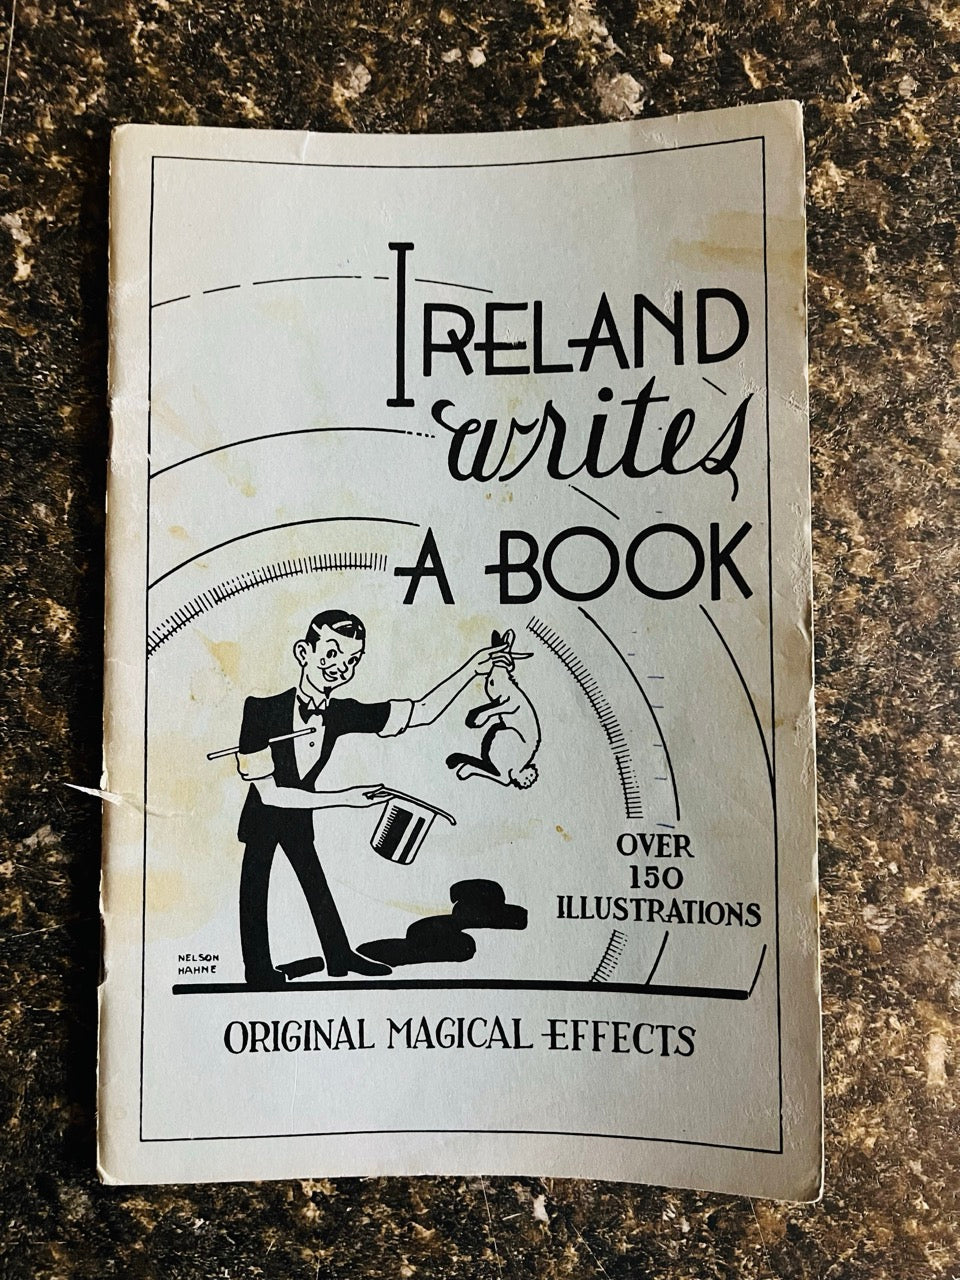 IRELAND
writes
A BOOK
OVER
150
ILLUSTRATIONS
NELSON
HAHNE
ORIGINAL MAGICAL EFFECTS